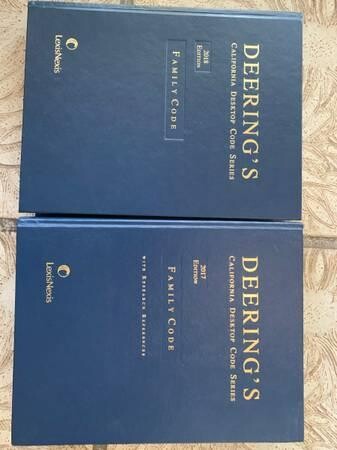 DEERING'S
CALIFORNIA DESKTOP CODE SERIES
2018
EDITION
FAMILY CODE
LexisNexis
DEERING'S
CALIFORNIA DESKTOP CODE SERIES
2017
EDITION
FAMILY CODE
WITH RESEARCH REFERENCES
LexisNexis